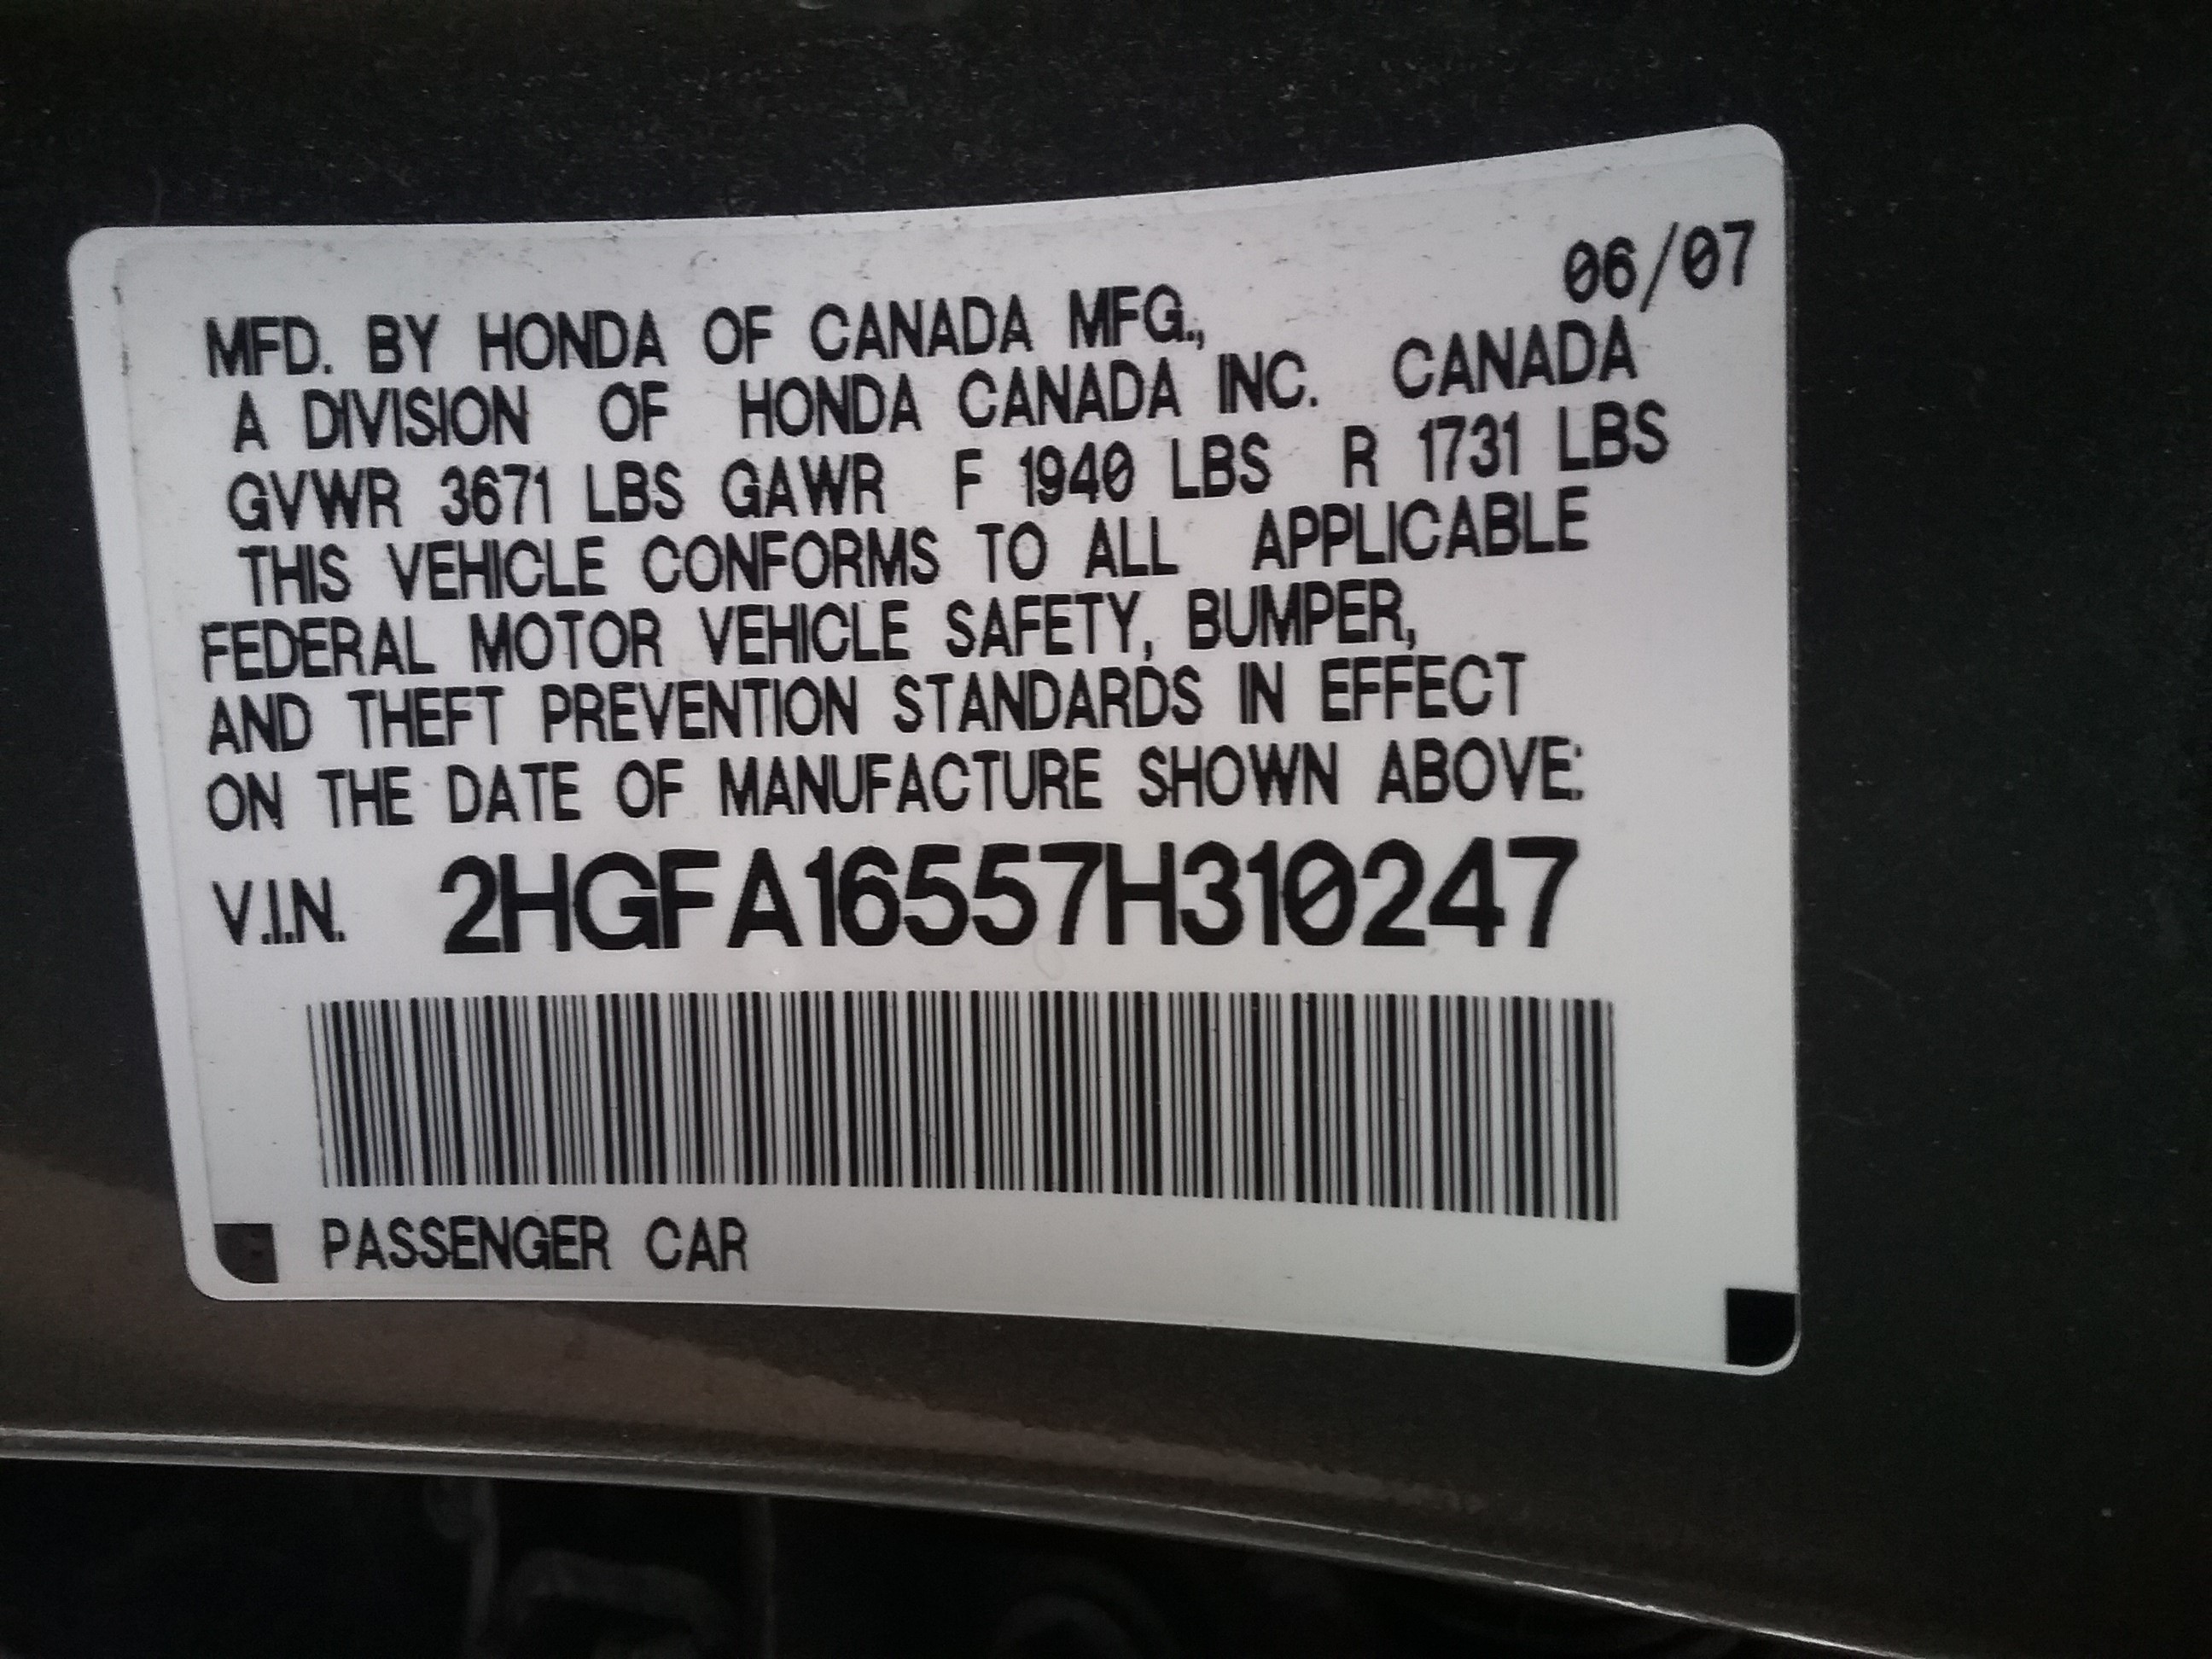 06/07
MFD. BY HONDA OF CANADA MFG.,
A DIVISION OF HONDA CANADA INC. CANADA
GVWR 3671 LBS GAWR F 1940 LBS R 1731 LBS
THIS VEHICLE CONFORMS TO ALL APPLICABLE
FEDERAL MOTOR VEHICLE SAFETY, BUMPER,
AND THEFT PREVENTION STANDARDS IN EFFECT
ON THE DATE OF MANUFACTURE SHOWN ABOVE:
V.I.N. 2HGFA16557H310247
PASSENGER CAR